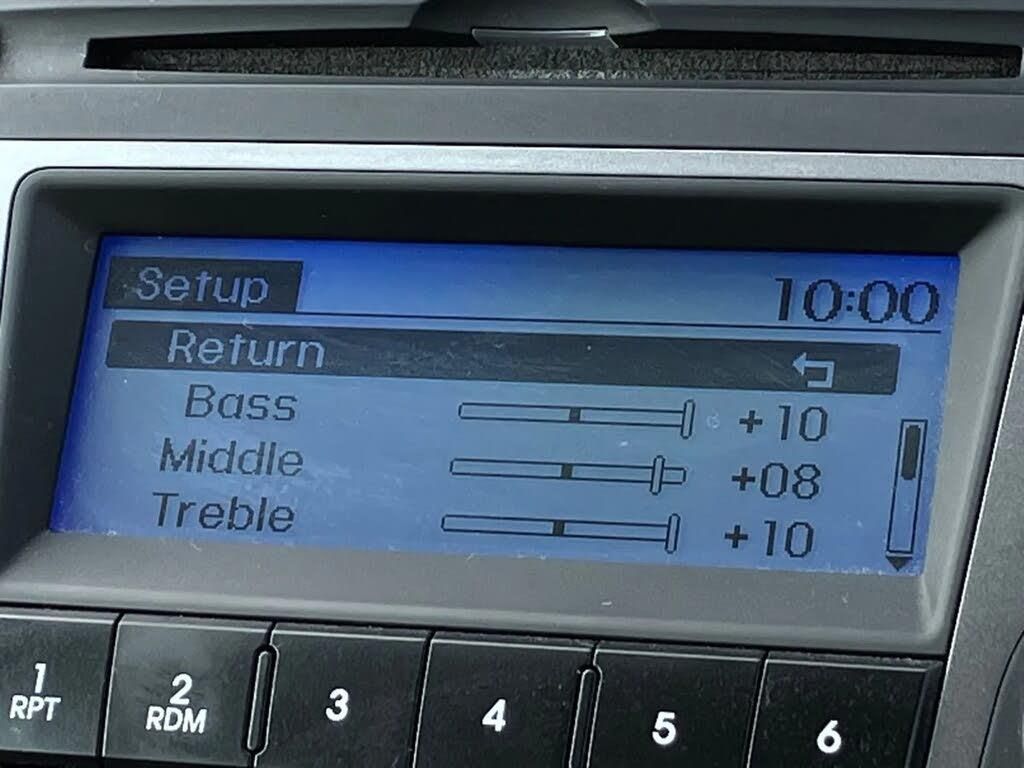 Setup 10:00
Return
Bass +10
Middle +08
Treble +10
1 2 3 4 5 6
RPT RDM